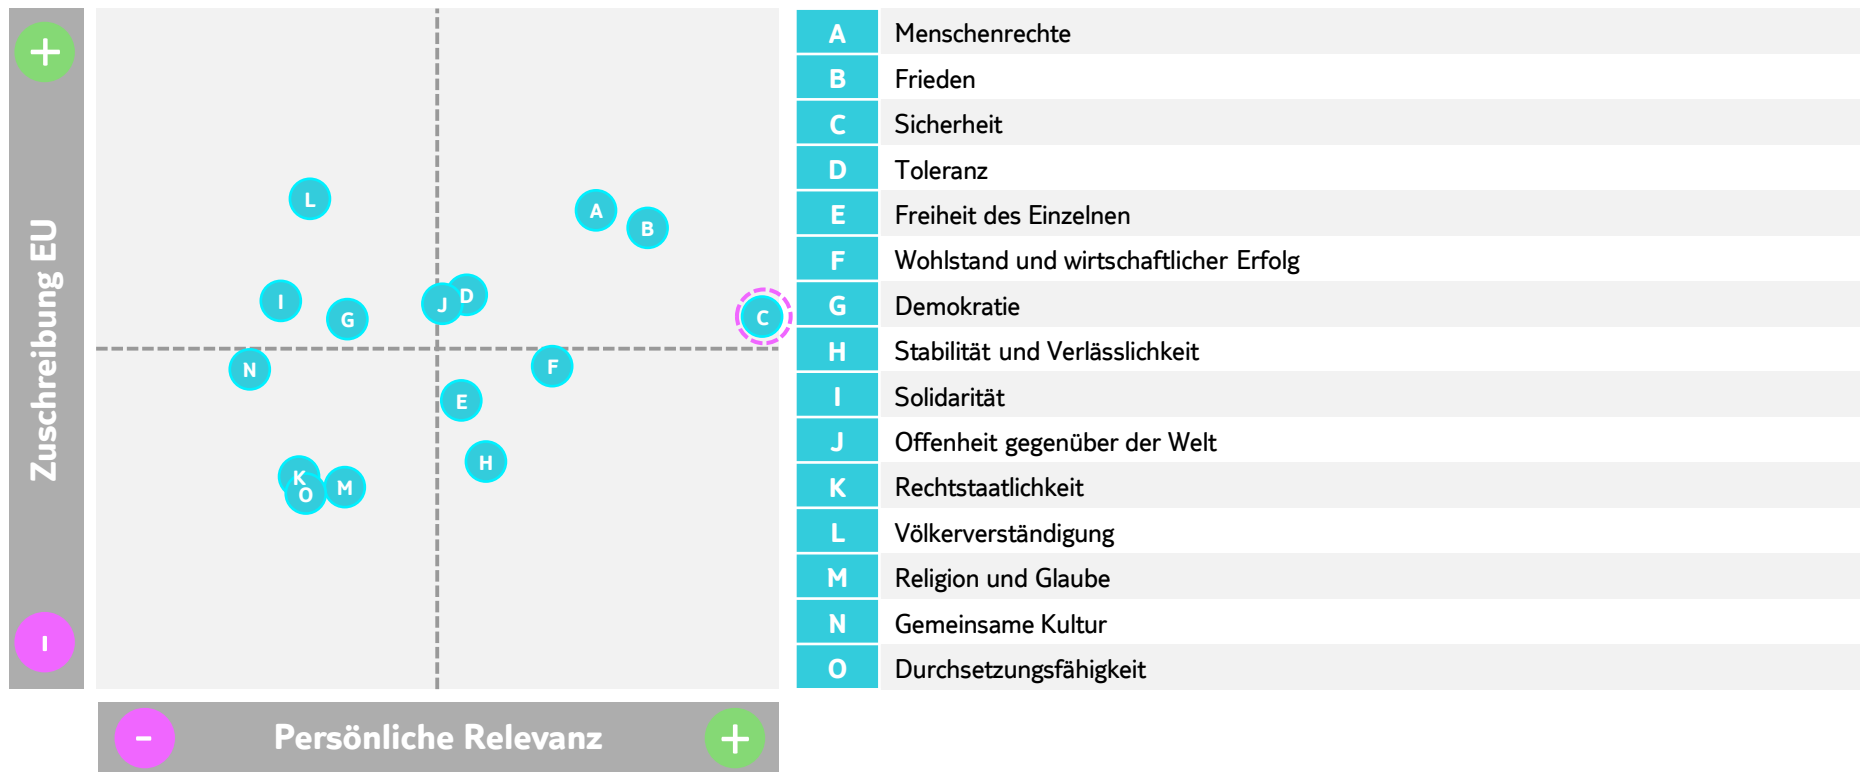 +
Zuschreibung EU
-
L
A
B
I
G
J
D
C
N
F
E
H
K
O
M
- Persönliche Relevanz +
A Menschenrechte
B Frieden
C Sicherheit
D Toleranz
E Freiheit des Einzelnen
F Wohlstand und wirtschaftlicher Erfolg
G Demokratie
H Stabilität und Verlässlichkeit
I Solidarität
J Offenheit gegenüber der Welt
K Rechtstaatlichkeit
L Völkerverständigung
M Religion und Glaube
N Gemeinsame Kultur
O Durchsetzungsfähigkeit